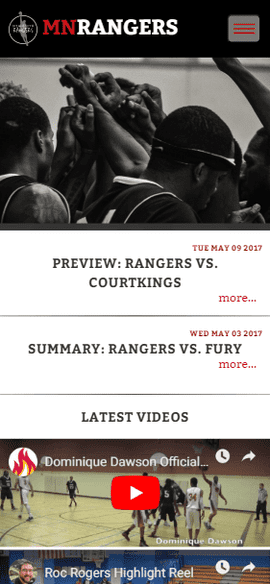 MNRANGERS
TUE MAY 09 2017
PREVIEW: RANGERS VS.
COURTKINGS
more...
WED MAY 03 2017
SUMMARY: RANGERS VS. FURY
more...
LATEST VIDEOS
Dominique Dawson Official...
Dominique Dawson
Roc Rogers Highlight Reel